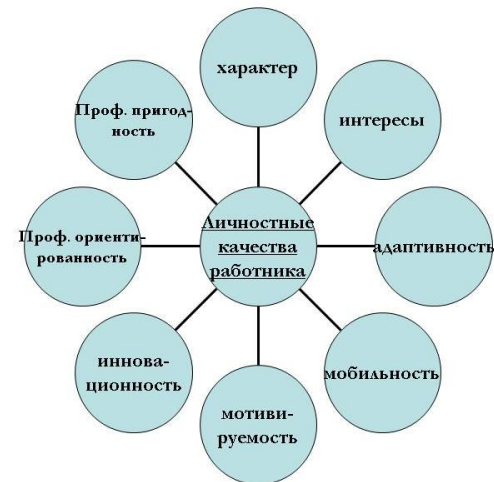 характер
интересы
адаптивность
мобильность
мотиви-
руемость
иннова-
ционность
Проф. ориенти-
рованность
Проф. пригод-
ность
Личностные
качества
работника